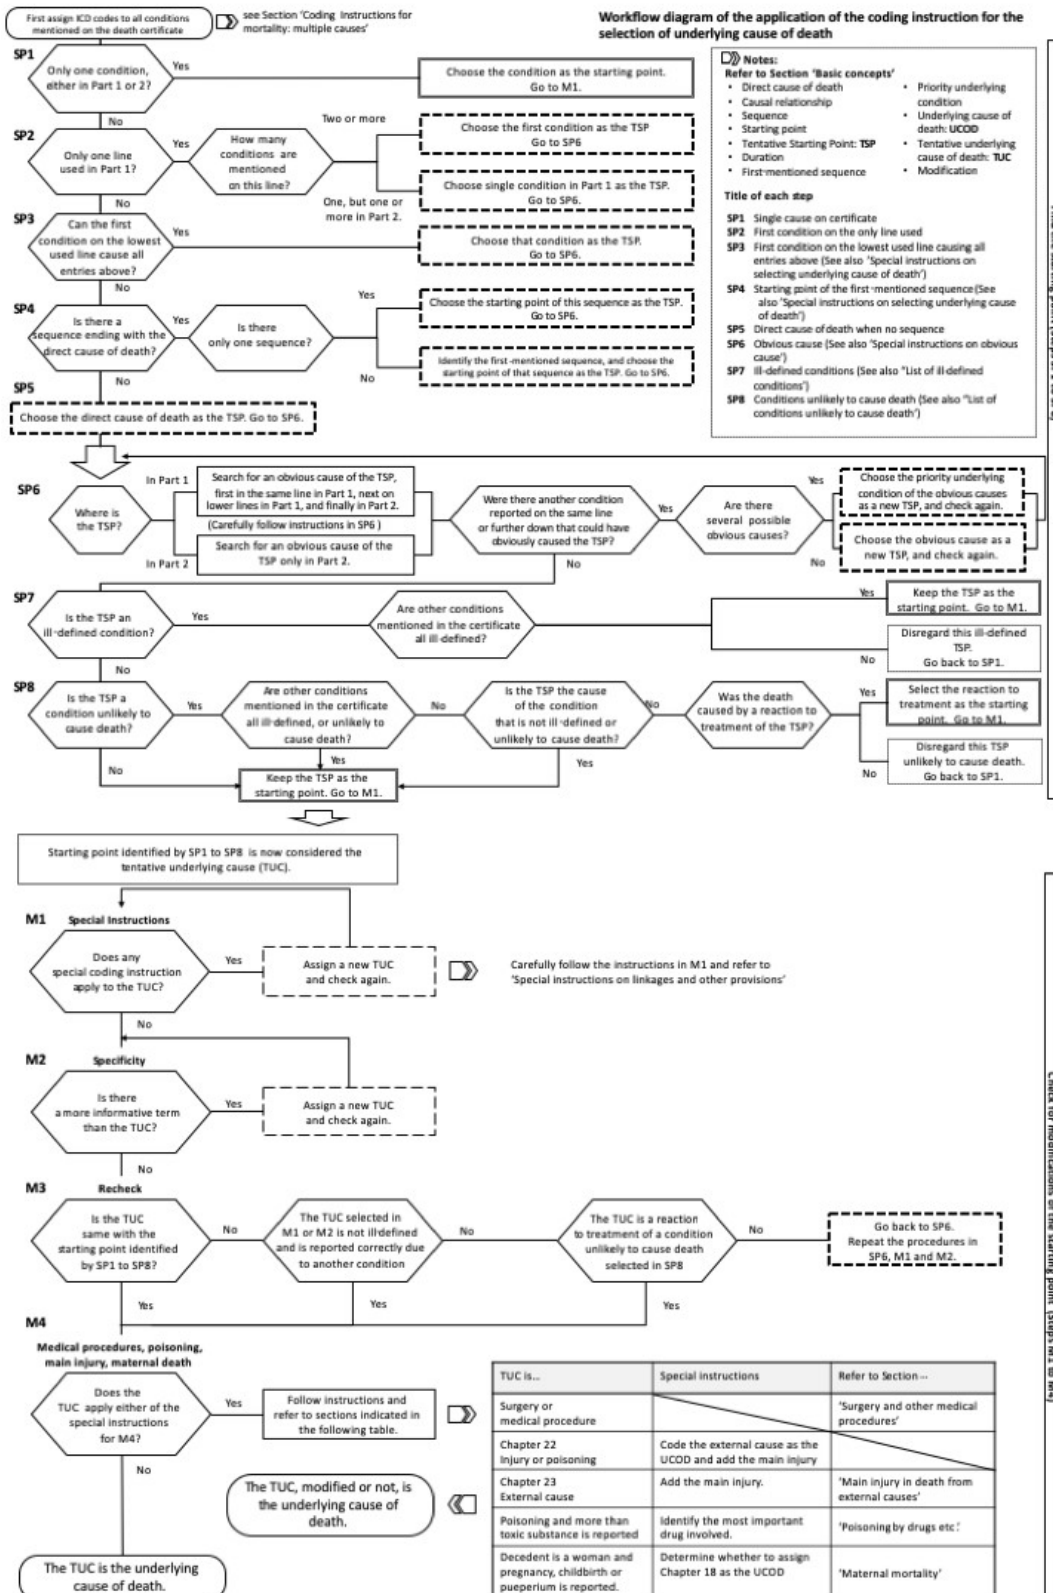 First assign ICD codes to all conditions
mentioned on the death certificate
see Section 'Coding Instructions for
mortality: multiple causes'
Workflow diagram of the application of the coding instruction for the
selection of underlying cause of death
SP1
Only one condition,
either in Part 1 or 2?
Yes
Choose the condition as the starting point.
Go to M1.
No
SP2
Only one line
used in Part 1?
Yes
How many
conditions are
mentioned
on this line?
Two or more
Choose the first condition as the TSP
Go to SP6
Choose single condition in Part 1 as the TSP.
Go to SP6.
One, but one or
more in Part 2.
No
SP3
Can the first
condition on the lowest
used line cause all
entries above?
Yes
Choose that condition as the TSP.
Go to SP6.
No
SP4
Is there a
sequence ending with the
direct cause of death?
Yes
Is there
only one sequence?
Yes
Choose the starting point of this sequence as the TSP.
Go to SP6.
No
Identify the first-mentioned sequence, and choose the
starting point of that sequence as the TSP. Go to SP6.
No
SP5
Choose the direct cause of death as the TSP. Go to SP6.
Notes:
Refer to Section 'Basic concepts'
• Direct cause of death
• Causal relationship
• Sequence
• Starting point
• Tentative Starting Point: TSP
• Duration
• First-mentioned sequence
• Priority underlying
condition
• Underlying cause of
death: UCOD
• Tentative underlying
cause of death: TUC
• Modification
Title of each step
SP1 Single cause on certificate
SP2 First condition on the only line used
SP3 First condition on the lowest used line causing all
entries above (See also 'Special instructions on
selecting underlying cause of death')
SP4 Starting point of the first-mentioned sequence (See
also 'Special instructions on selecting underlying cause
of death')
SP5 Direct cause of death when no sequence
SP6 Obvious cause (See also 'Special instructions on obvious
cause')
SP7 Ill-defined conditions (See also "List of ill-defined
conditions')
SP8 Conditions unlikely to cause death (See also "List of
conditions unlikely to cause death')
SP6
Where is
the TSP?
In Part 1
Search for an obvious cause of the TSP,
first in the same line in Part 1, next on
lower lines in Part 1, and finally in Part 2.
(Carefully follow instructions in SP6 )
Search for an obvious cause of the
TSP only in Part 2.
In Part 2
Were there another condition
reported on the same line
or further down that could have
obviously caused the TSP?
Yes
Are there
several possible
obvious causes?
Yes
Choose the priority underlying
condition of the obvious causes
as a new TSP, and check again.
Choose the obvious cause as a
new TSP, and check again.
No
No
SP7
Is the TSP an
ill-defined condition?
Yes
Are other conditions
mentioned in the certificate
all ill-defined?
Yes
Keep the TSP as the
starting point. Go to M1.
Disregard this ill-defined
TSP.
Go back to SP1.
No
No
SP8
Is the TSP a
condition unlikely to
cause death?
Yes
Are other conditions
mentioned in the certificate
all ill-defined, or unlikely to
cause death?
No
Is the TSP the cause
of the condition
that is not ill-defined or
unlikely to cause death?
No
Was the death
caused by a reaction to
treatment of the TSP?
Yes
Select the reaction to
treatment as the starting
point. Go to M1.
Disregard this TSP
unlikely to cause death.
Go back to SP1.
No
Yes
Yes
No
Keep the TSP as the
starting point. Go to M1.
Starting point identified by SP1 to SP8 is now considered the
tentative underlying cause (TUC).
M1 Special Instructions
Does any
special coding instruction
apply to the TUC?
Yes
Assign a new TUC
and check again.
Carefully follow the instructions in M1 and refer to
'Special instructions on linkages and other provisions'
No
M2 Specificity
Is there
a more informative term
than the TUC?
Yes
Assign a new TUC
and check again.
No
M3 Recheck
Is the TUC
same with the
starting point identified
by SP1 to SP8?
No
The TUC selected in
M1 or M2 is not ill-defined
and is reported correctly due
to another condition
No
The TUC is a reaction
to treatment of a condition
unlikely to cause death
selected in SP8
No
Go back to SP6.
Repeat the procedures in
SP6, M1 and M2.
Yes
Yes
Yes
M4
Medical procedures, poisoning,
main injury, maternal death
Does the
TUC apply either of the
special instructions
for M4?
Yes
Follow instructions and
refer to sections indicated in
the following table.
No
The TUC, modified or not, is
the underlying cause of
death.
The TUC is the underlying
cause of death.
TUC is... Special instructions Refer to Section ...
Surgery or
medical procedure
'Surgery and other medical
procedures'
Chapter 22
Injury or poisoning
Code the external cause as the
UCOD and add the main injury
Chapter 23
External cause
Add the main injury.
'Main injury in death from
external causes'
Poisoning and more than
toxic substance is reported
Identify the most important
drug involved.
'Poisoning by drugs etc.'
Decedent is a woman and
pregnancy, childbirth or
pueperium is reported.
Determine whether to assign
Chapter 18 as the UCOD
'Maternal mortality'
Check for modifications of the starting point (Steps M1 to M4)